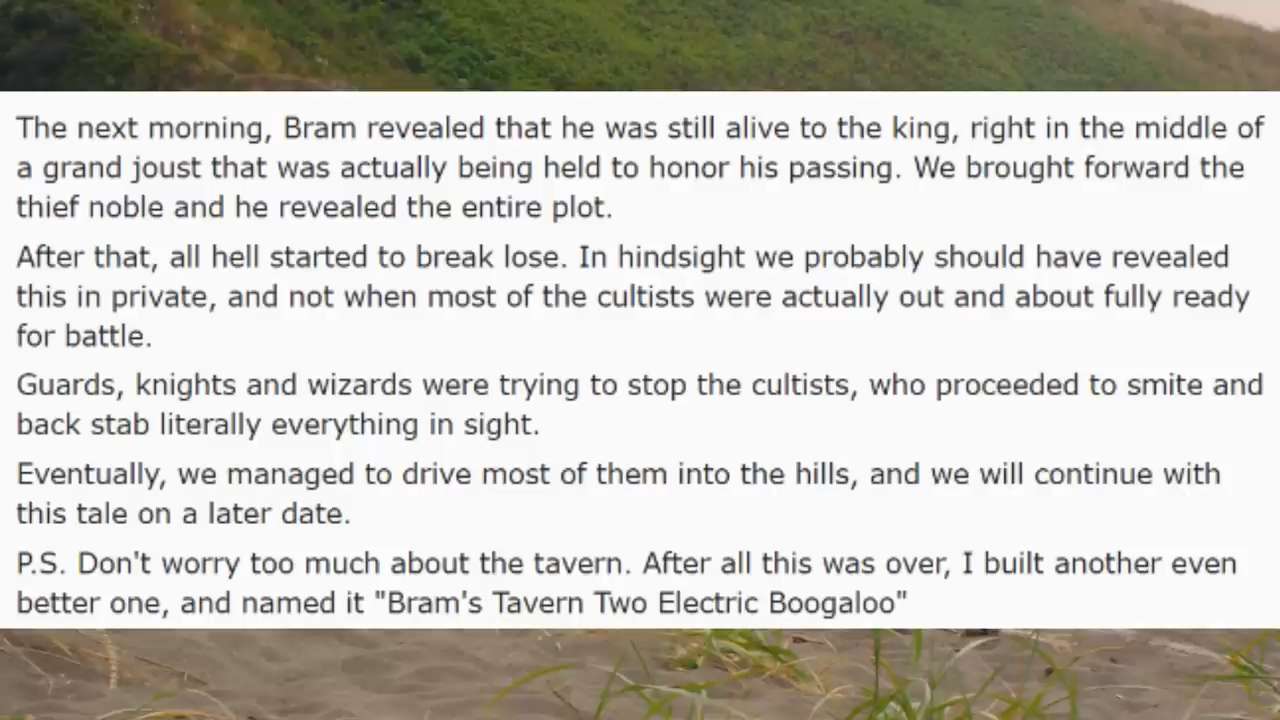 The next morning, Bram revealed that he was still alive to the king, right in the middle of
a grand joust that was actually being held to honor his passing. We brought forward the
thief noble and he revealed the entire plot.
After that, all hell started to break lose. In hindsight we probably should have revealed
this in private, and not when most of the cultists were actually out and about fully ready
for battle.
Guards, knights and wizards were trying to stop the cultists, who proceeded to smite and
back stab literally everything in sight.
Eventually, we managed to drive most of them into the hills, and we will continue with
this tale on a later date.
P.S. Don't worry too much about the tavern. After all this was over, I built another even
better one, and named it "Bram's Tavern Two Electric Boogaloo"